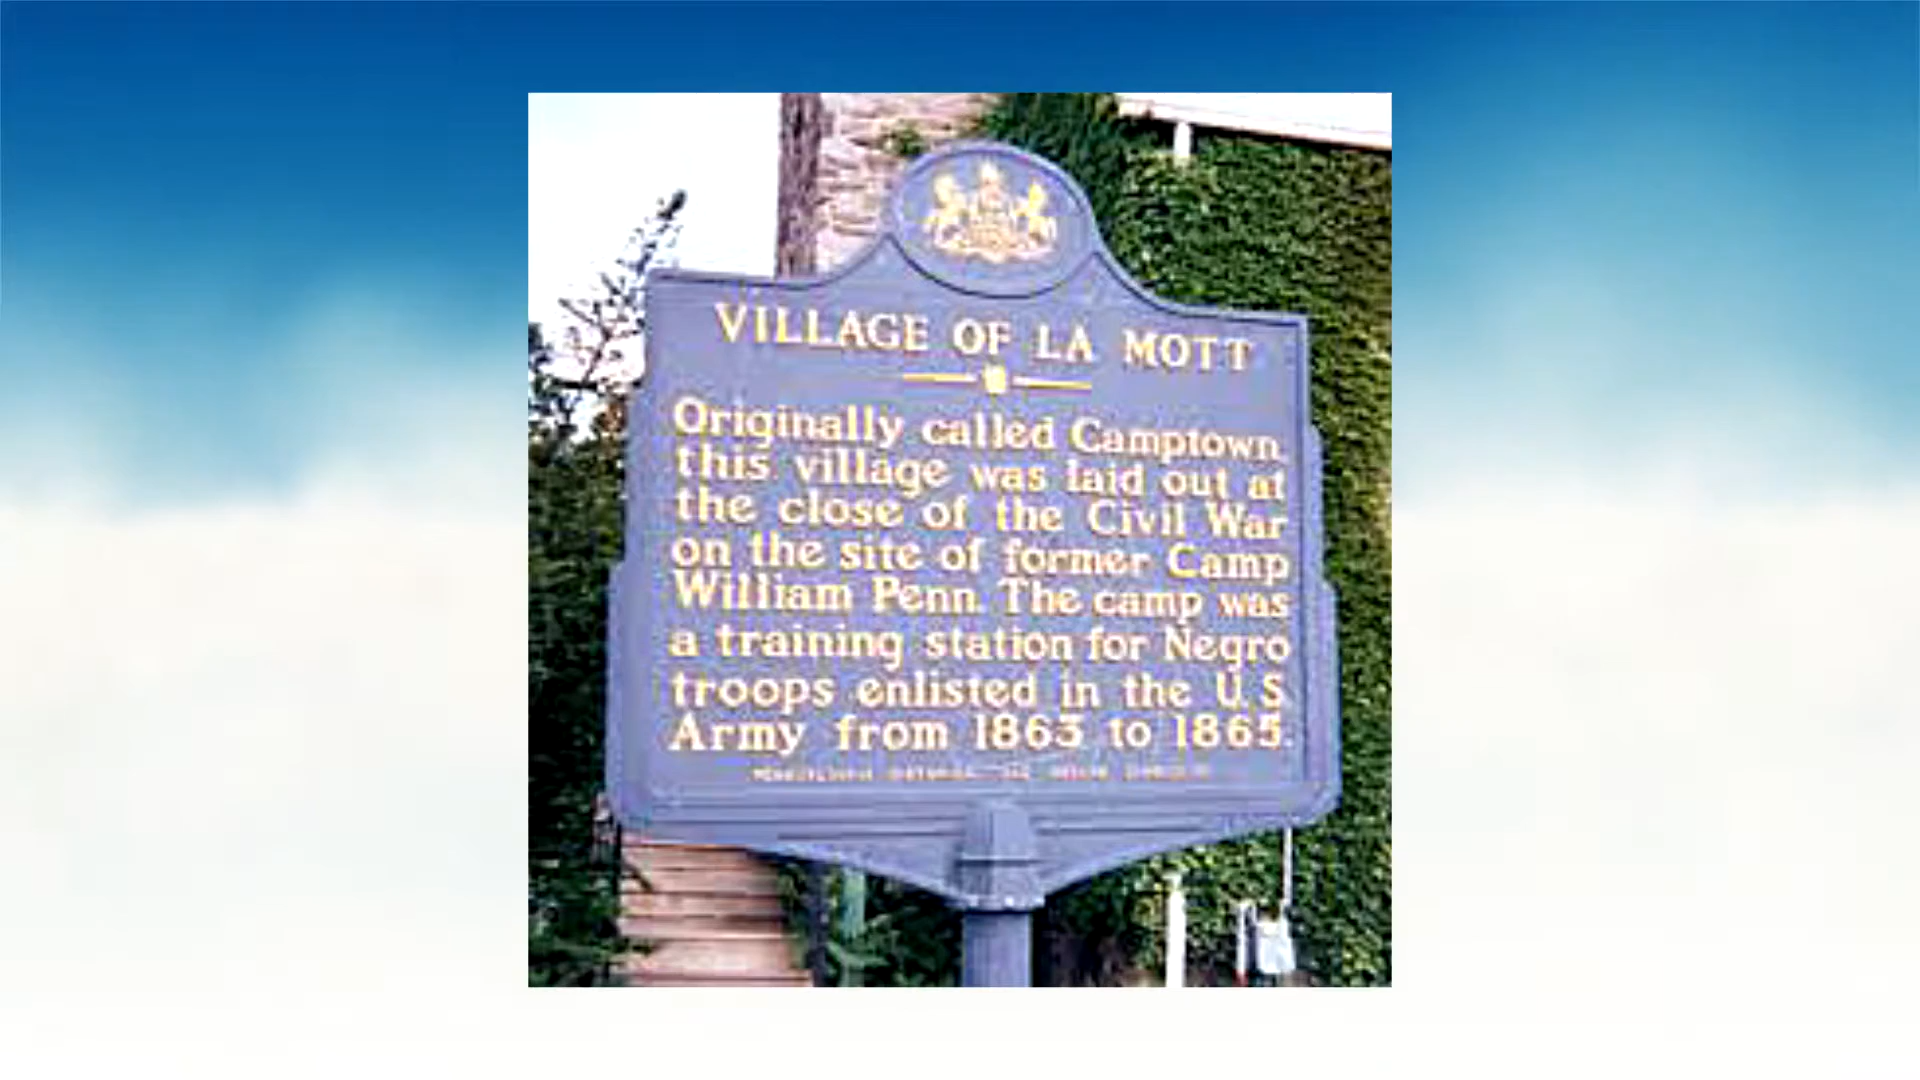 VILLAGE OF LA MOTT
Originally called Camptown,
this village was laid out at
the close of the Civil War
on the site of former Camp
William Penn. The camp was
a training station for Negro
troops enlisted in the U.S.
Army from 1863 to 1865.